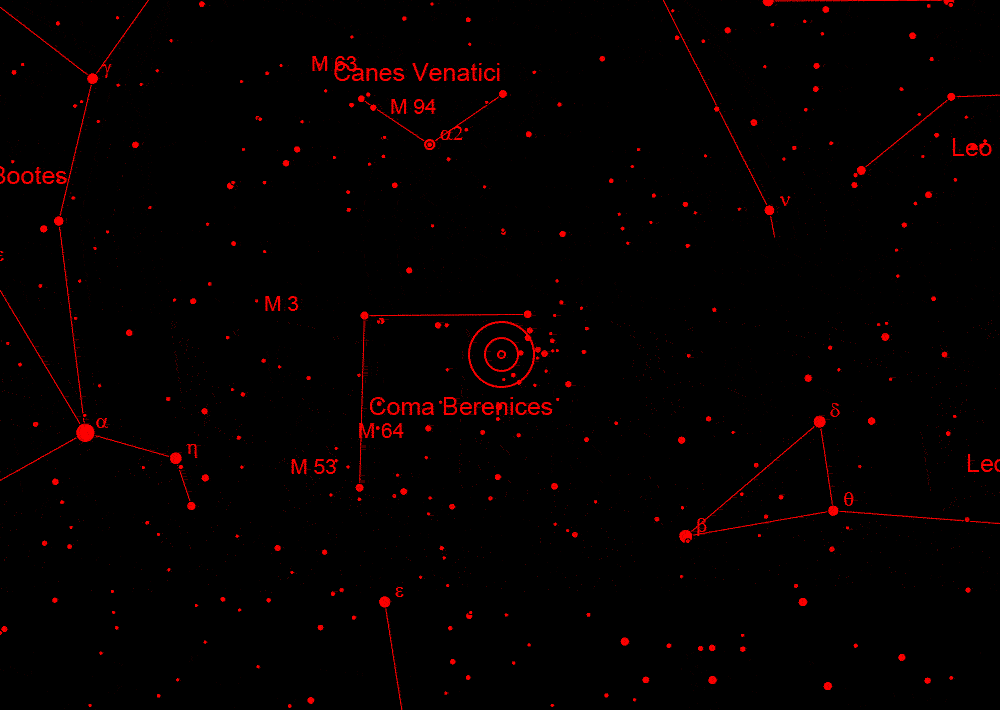 γ
M 63
Canes Venatici
M 94
α2
Leo
Bootes
ν
ε
M 3
Coma Berenices
δ
α
M 64
η
M 53
Leo
θ
β
ε